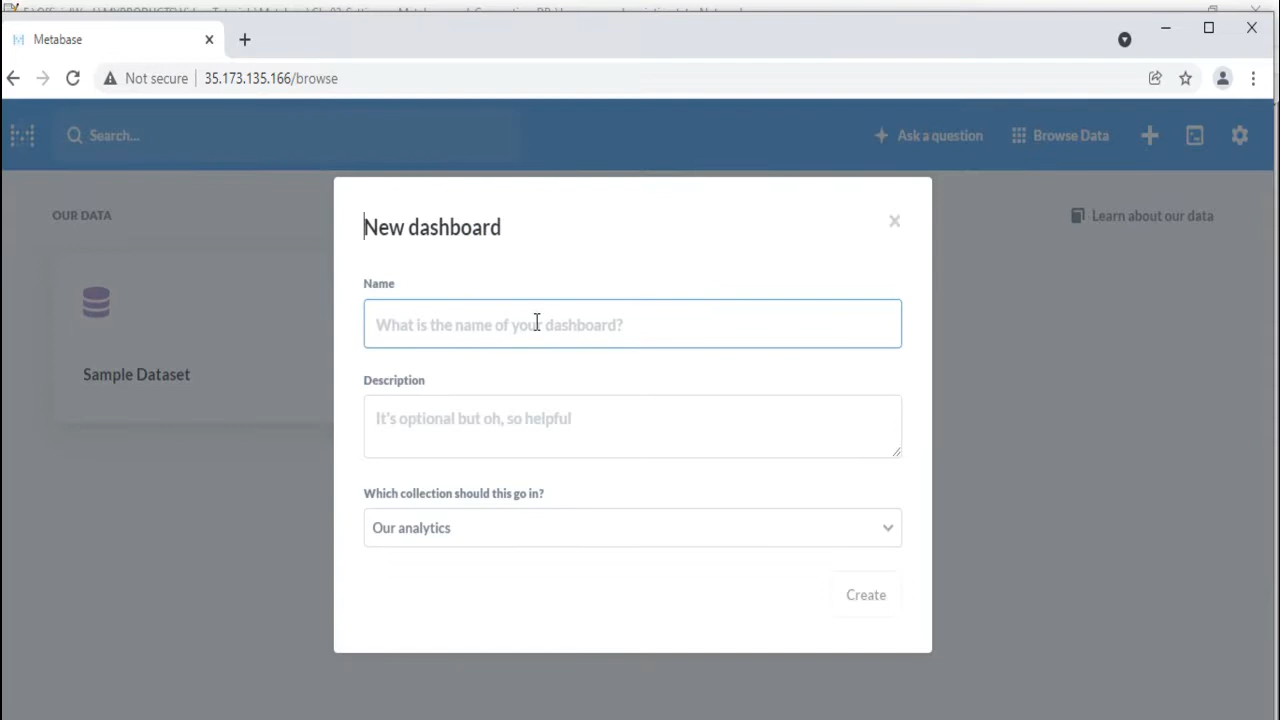 Metabase
Not secure
35.173.135.166/browse
Search...
Ask a question
Browse Data
OUR DATA
Learn about our data
Sample Dataset
New dashboard
Name
What is the name of your dashboard?
Description
It's optional but oh, so helpful
Which collection should this go in?
Our analytics
Create